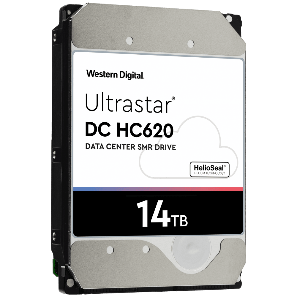 Western Digital
Ultrastar®
DC HC620
DATA CENTER SMR DRIVE
HelioSeal
14TB